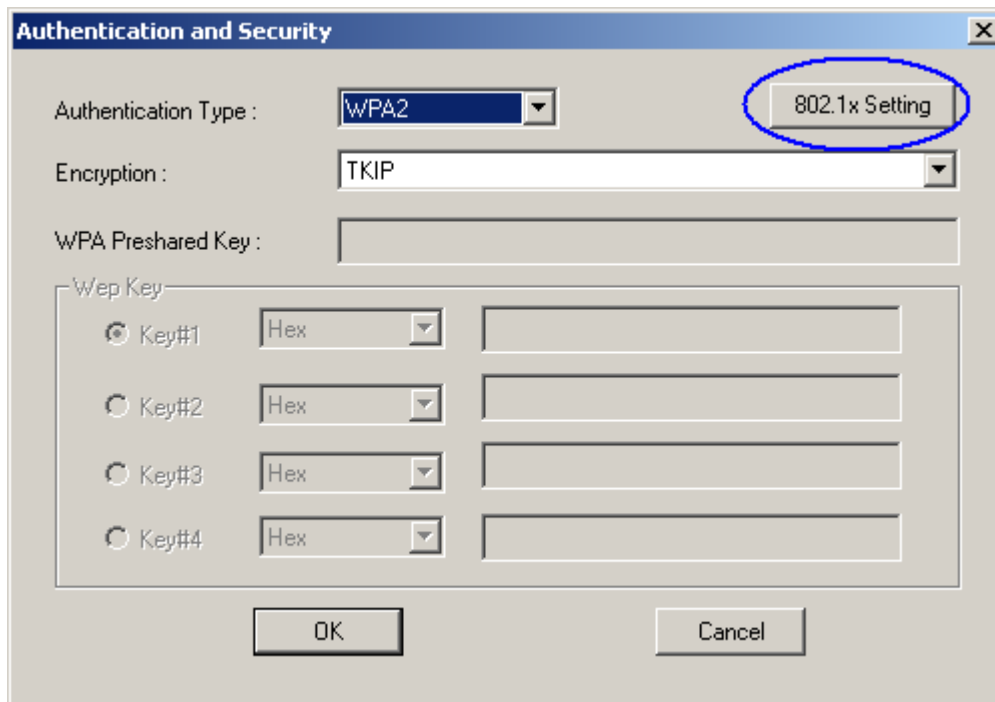 Authentication and Security
Authentication Type : WPA2 802.1x Setting
Encryption : TKIP
WPA Preshared Key :
Wep Key
Key#1 Hex
Key#2 Hex
Key#3 Hex
Key#4 Hex
OK Cancel